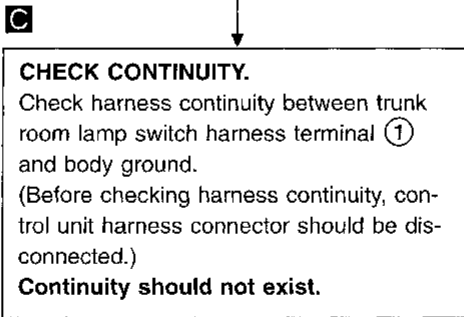 C
CHECK CONTINUITY.
Check harness continuity between trunk
room lamp switch harness terminal ①
and body ground.
(Before checking harness continuity, con-
trol unit harness connector should be dis-
connected.)
Continuity should not exist.